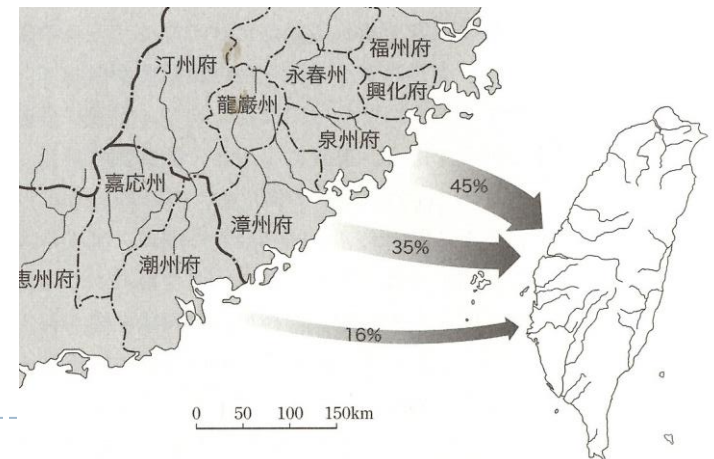 福州府
汀州府
永春州
興化府
龍巌州
泉州府
45%
嘉応州
漳州府
35%
潮州府
恵州府
16%
0 50 100 150km